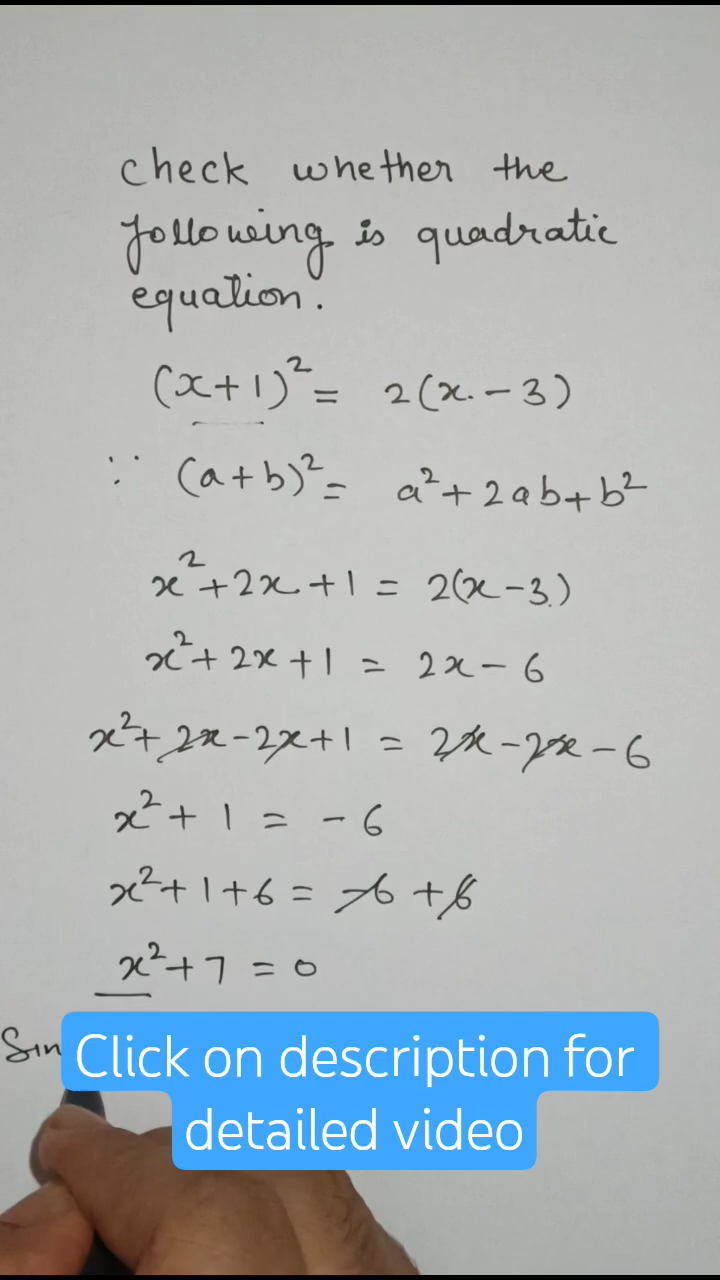 check whether the
following is quadratic
equation.
(x+1)² = 2(x-3)
∵ (a+b)² = a²+2ab+b²
x²+2x+1 = 2(x-3)
x²+2x+1 = 2x-6
x²+2x-2x+1 = 2x-2x-6
x²+1 = -6
x²+1+6 = -6+6
x²+7 = 0
Sin
Click on description for
detailed video